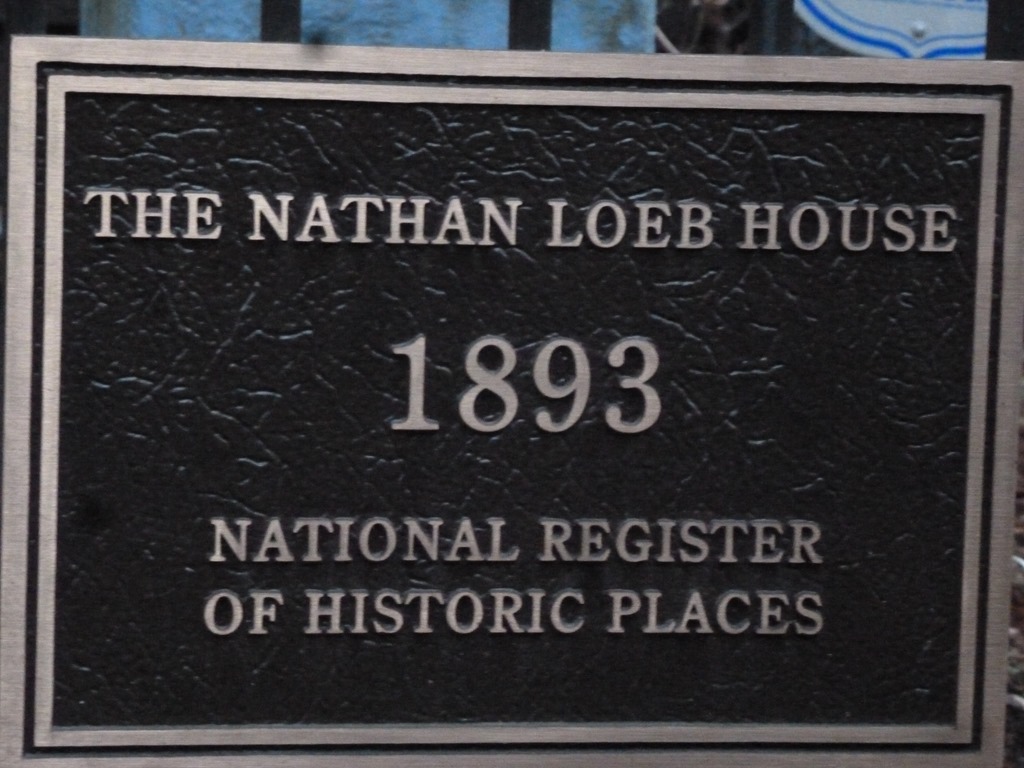 THE NATHAN LOEB HOUSE
1893
NATIONAL REGISTER
OF HISTORIC PLACES